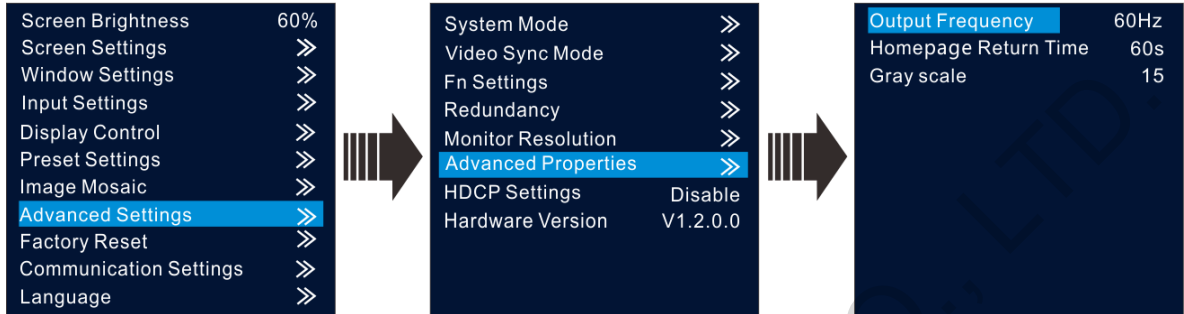 Screen Brightness 60%
Screen Settings
Window Settings
Input Settings
Display Control
Preset Settings
Image Mosaic
Advanced Settings
Factory Reset
Communication Settings
Language
System Mode
Video Sync Mode
Fn Settings
Redundancy
Monitor Resolution
Advanced Properties
HDCP Settings Disable
Hardware Version V1.2.0.0
Output Frequency 60Hz
Homepage Return Time 60s
Gray scale 15